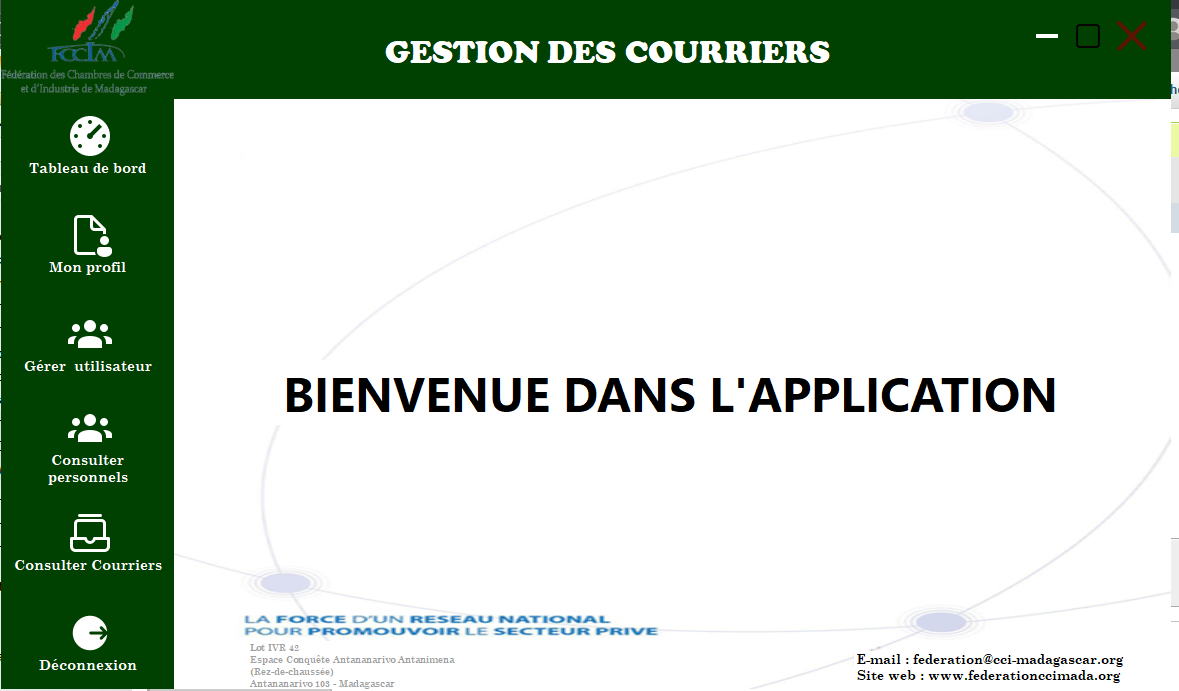 FCCIM
Fédération des Chambres de Commerce
et d'Industrie de Madagascar
GESTION DES COURRIERS
Tableau de bord
Mon profil
Gérer utilisateur
Consulter
personnels
Consulter Courriers
Déconnexion
BIENVENUE DANS L'APPLICATION
LA FORCE D'UN RESEAU NATIONAL
POUR PROMOUVOIR LE SECTEUR PRIVE
Lot IVR 42
Espace Conquête Antananarivo Antanimena
(Rez-de-chaussée)
Antananarivo 103 - Madagascar
E-mail : federation@cci-madagascar.org
Site web : www.federationccimada.org